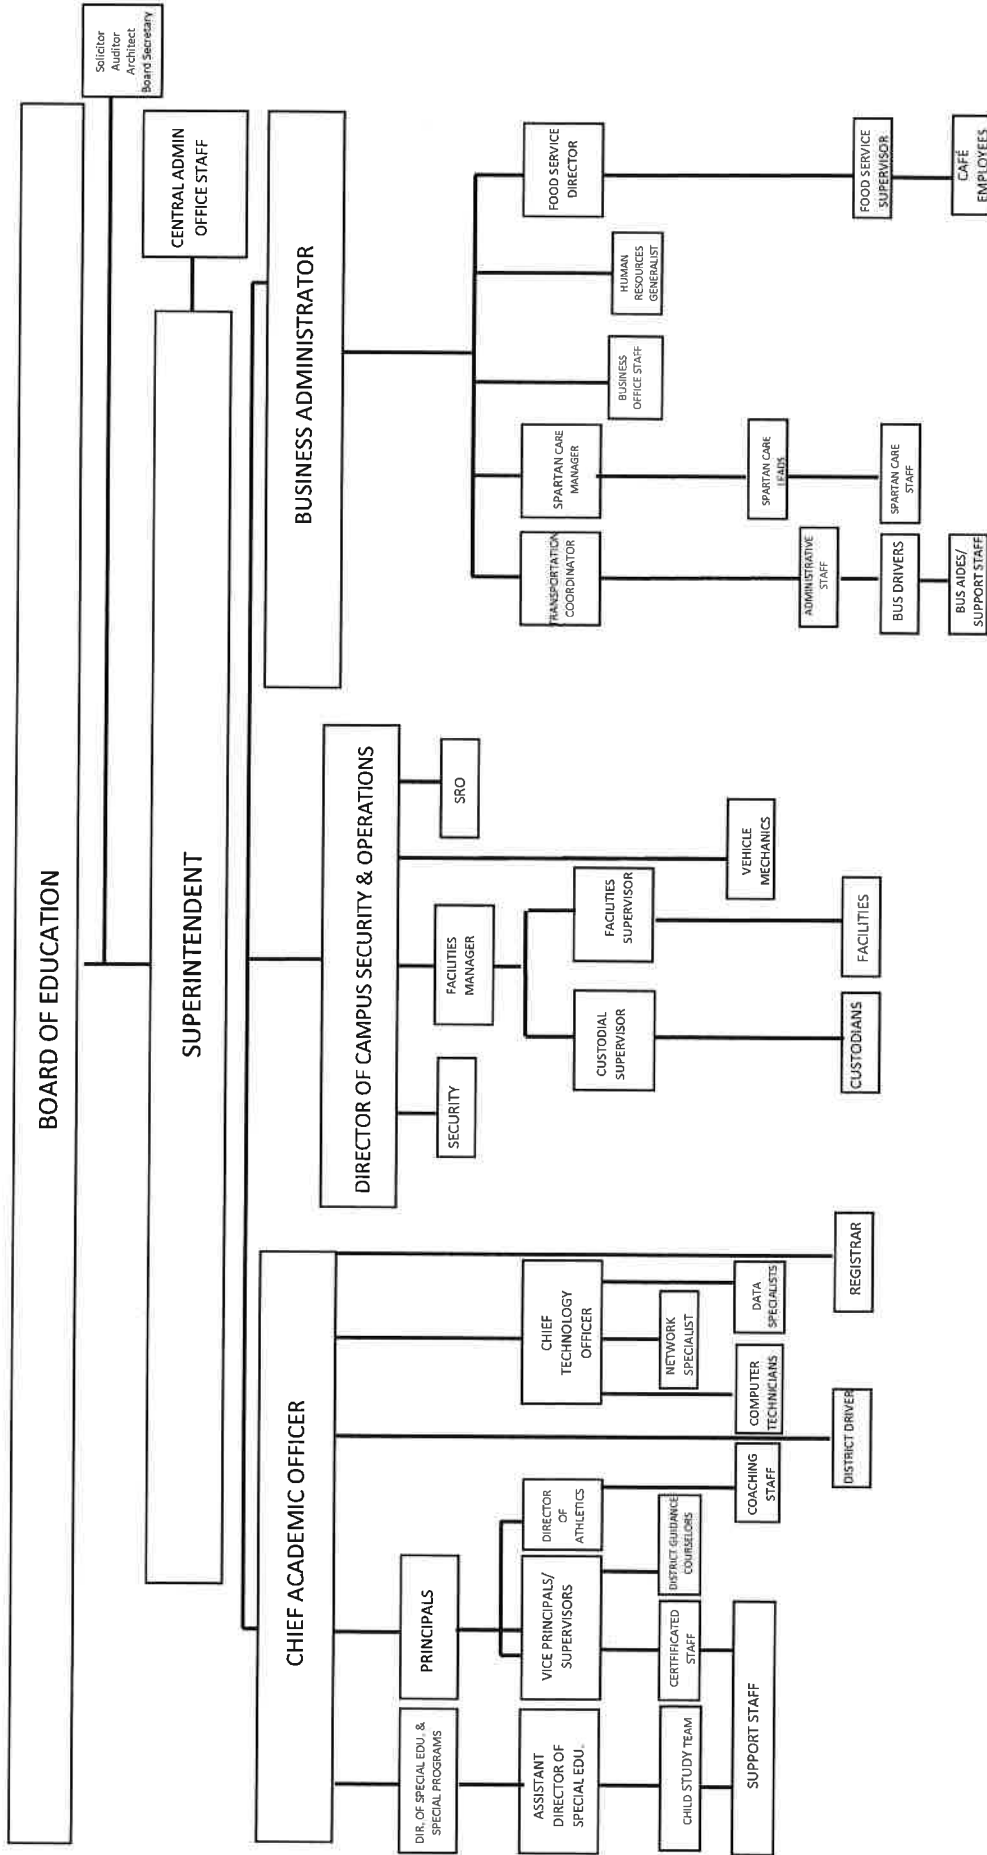 BOARD OF EDUCATION
Solicitor
Auditor
Architect
Board Secretary
SUPERINTENDENT
CENTRAL ADMIN
OFFICE STAFF
CHIEF ACADEMIC OFFICER
DIRECTOR OF CAMPUS SECURITY & OPERATIONS
BUSINESS ADMINISTRATOR
DIR. OF SPECIAL EDU. &
SPECIAL PROGRAMS
PRINCIPALS
SECURITY
FACILITIES
MANAGER
SRO
ASSISTANT
DIRECTOR OF
SPECIAL EDU.
VICE PRINCIPALS/
SUPERVISORS
DIRECTOR
OF
ATHLETICS
CHIEF
TECHNOLOGY
OFFICER
CUSTODIAL
SUPERVISOR
FACILITIES
SUPERVISOR
TRANSPORTATION
COORDINATOR
SPARTAN CARE
MANAGER
BUSINESS
OFFICE STAFF
HUMAN
RESOURCES
GENERALIST
FOOD SERVICE
DIRECTOR
CHILD STUDY TEAM
CERTFIFICATED
STAFF
DISTRICT GUIDANCE
COURSELORS
NETWORK
SPECIALIST
SUPPORT STAFF
COACHING
STAFF
COMPUTER
TECHNICIANS
DATA
SPECIALISTS
VEHICLE
MECHANICS
SPARTAN CARE
LEADS
DISTRICT DRIVER
REGISTRAR
CUSTODIANS
FACILITIES
ADMINISTRATIVE
STAFF
BUS DRIVERS
SPARTAN CARE
STAFF
FOOD SERVICE
SUPERVISOR
BUS AIDES/
SUPPORT STAFF
CAFÉ
EMPLOYEES